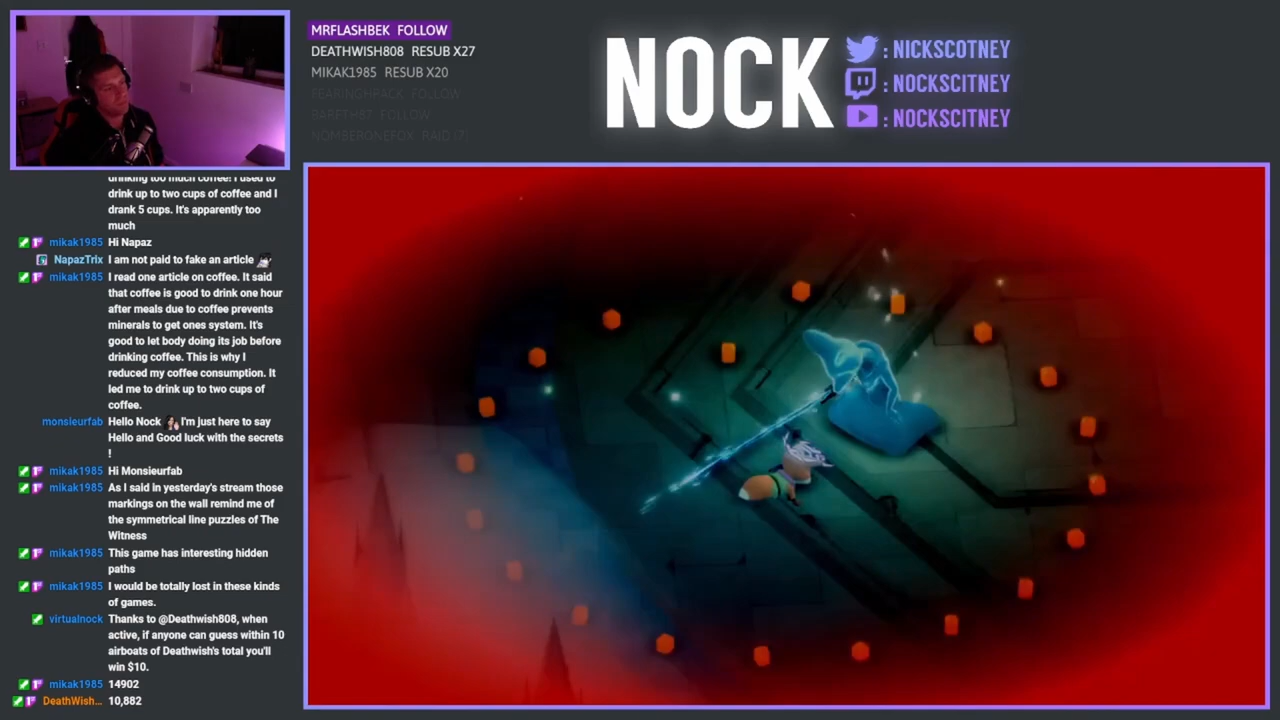 MRFLASHBEK FOLLOW
DEATHWISH808 RESUB X27
MIKAK1985 RESUB X20
FEARINGHPACK FOLLOW
NOMBERONEFOX RAID (7)
NOCK
: NICKSCOTNEY
: NOCKSCITNEY
: NOCKSCITNEY
drinking too much coffee! I used to
drink up to two cups of coffee and I
drank 5 cups. It's apparently too
much
mikak1985 Hi Napaz
NapazTrix I am not paid to fake an article
mikak1985 I read one article on coffee. It said
that coffee is good to drink one hour
after meals due to coffee prevents
minerals to get ones system. It's
good to let body doing its job before
drinking coffee. This is why I
reduced my coffee consumption. It
led me to drink up to two cups of
coffee.
monsieurfab Hello Nock I'm just here to say
Hello and Good luck with the secrets
!
mikak1985 Hi Monsieurfab
mikak1985 As I said in yesterday's stream those
markings on the wall remind me of
the symmetrical line puzzles of The
Witness
mikak1985 This game has interesting hidden
paths
mikak1985 I would be totally lost in these kinds
of games.
virtualnock Thanks to @Deathwish808, when
active, if anyone can guess within 10
airboats of Deathwish's total you'll
win $10.
mikak1985 14902
DeathWish... 10,882